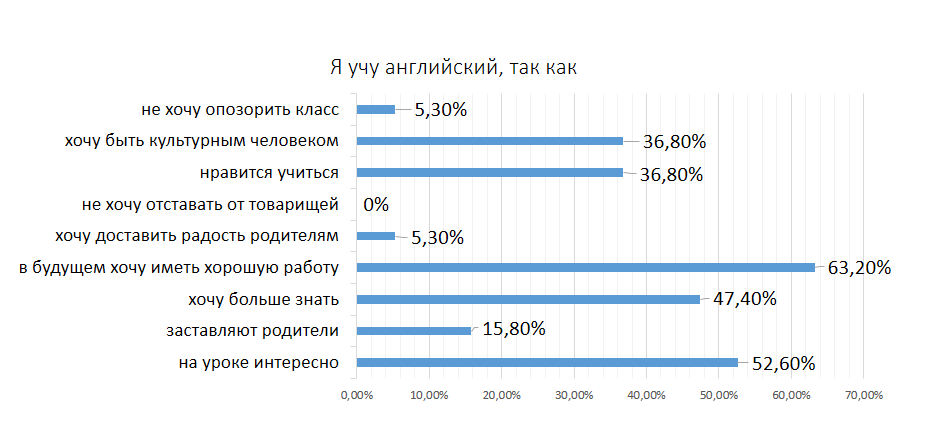 Я учу английский, так как
не хочу опозорить класс 5,30%
хочу быть культурным человеком 36,80%
нравится учиться 36,80%
не хочу отставать от товарищей 0%
хочу доставить радость родителям 5,30%
в будущем хочу иметь хорошую работу 63,20%
хочу больше знать 47,40%
заставляют родители 15,80%
на уроке интересно 52,60%
0,00% 10,00% 20,00% 30,00% 40,00% 50,00% 60,00% 70,00%